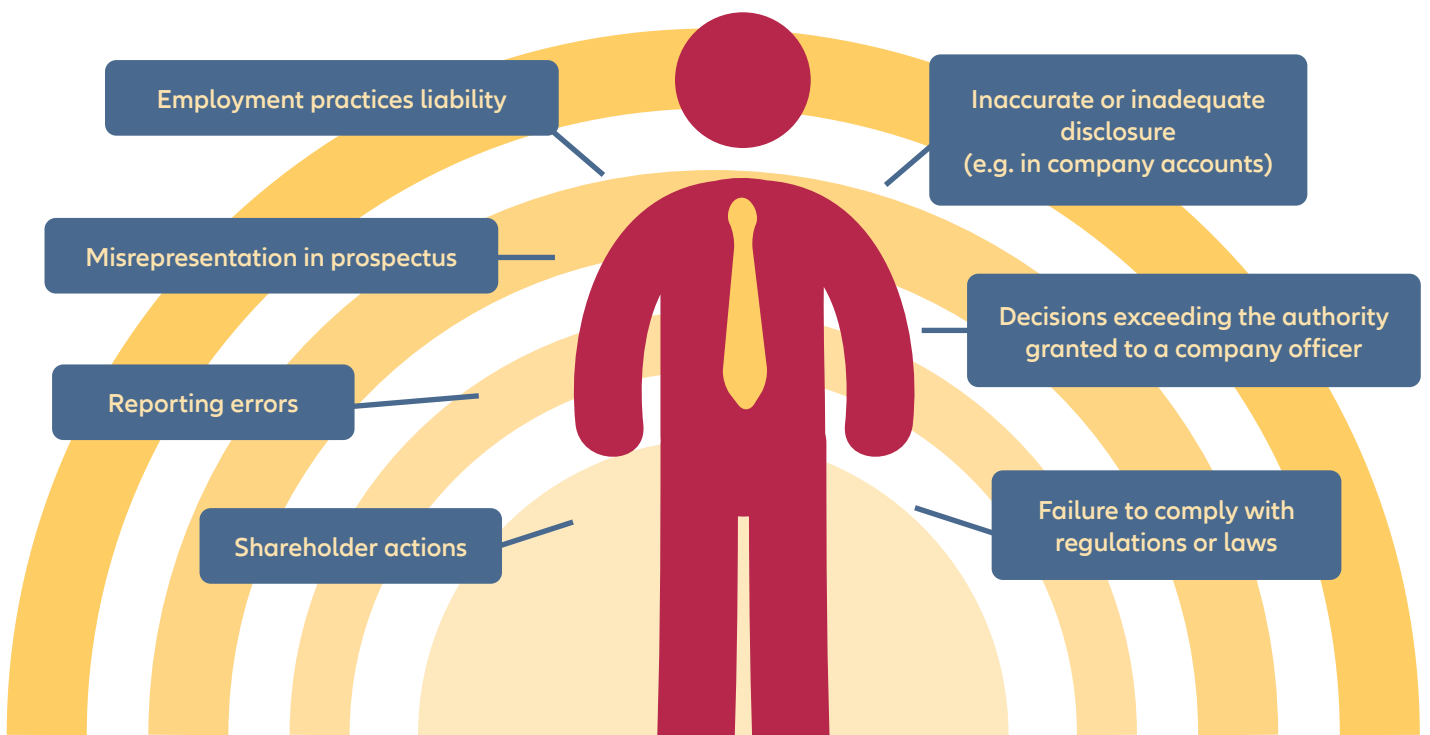 Employment practices liability
Misrepresentation in prospectus
Reporting errors
Shareholder actions
Inaccurate or inadequate
disclosure
(e.g. in company accounts)
Decisions exceeding the authority
granted to a company officer
Failure to comply with
regulations or laws